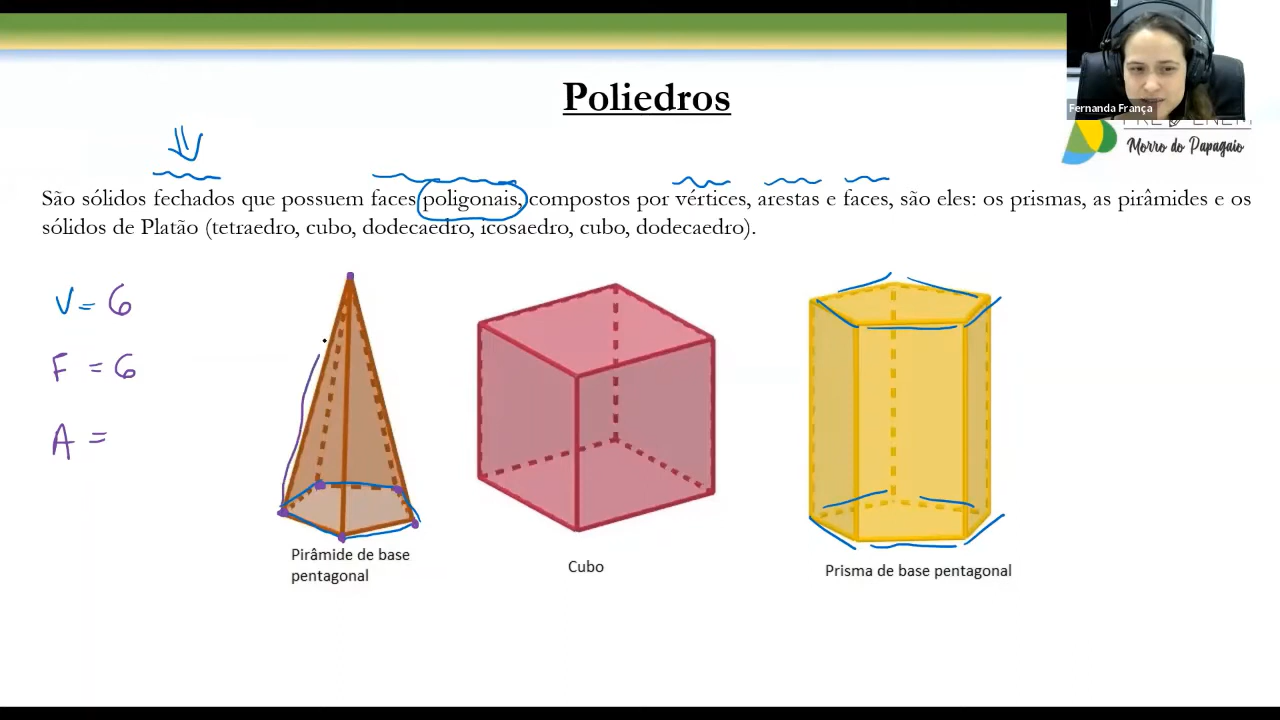 Fernanda França
Poliedros
PRÉ - ENEM
Morro do Papagaio
São sólidos fechados que possuem faces poligonais, compostos por vértices, arestas e faces, são eles: os prismas, as pirâmides e os
sólidos de Platão (tetraedro, cubo, dodecaedro, icosaedro, cubo, dodecaedro).
V = 6
F = 6
A =
Pirâmide de base
pentagonal
Cubo
Prisma de base pentagonal